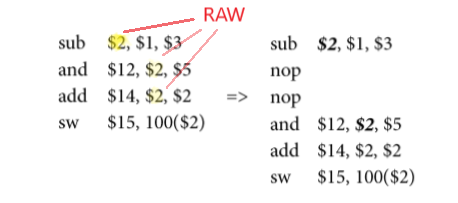 RAW
sub $2, $1, $3
and $12, $2, $5
add $14, $2, $2
sw $15, 100($2)
=>
sub $2, $1, $3
nop
nop
and $12, $2, $5
add $14, $2, $2
sw $15, 100($2)